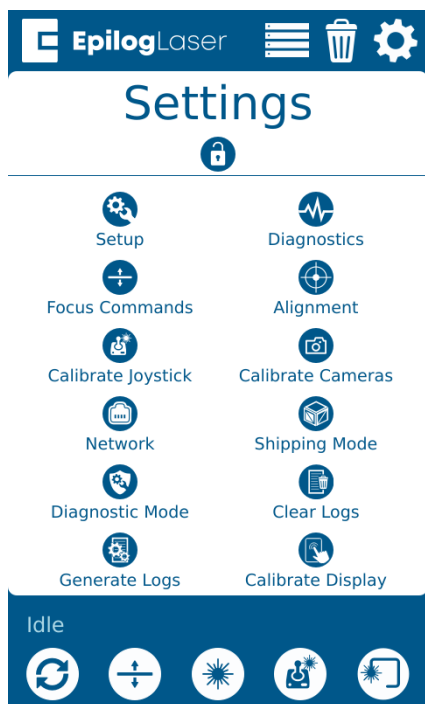 EpilogLaser
Settings
Setup
Diagnostics
Focus Commands
Alignment
Calibrate Joystick
Calibrate Cameras
Network
Shipping Mode
Diagnostic Mode
Clear Logs
Generate Logs
Calibrate Display
Idle